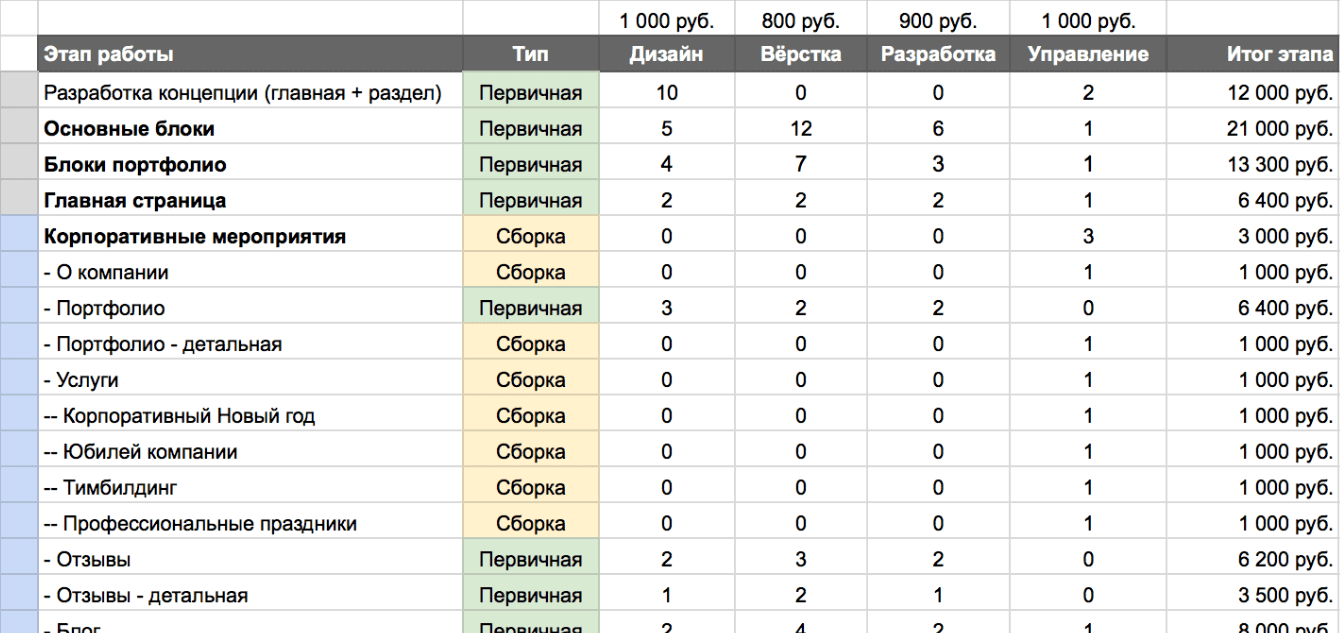 1 000 руб. 800 руб. 900 руб. 1 000 руб.
Этап работы Тип Дизайн Вёрстка Разработка Управление Итог этапа
Разработка концепции (главная + раздел) Первичная 10 0 0 2 12 000 руб.
Основные блоки Первичная 5 12 6 1 21 000 руб.
Блоки портфолио Первичная 4 7 3 1 13 300 руб.
Главная страница Первичная 2 2 2 1 6 400 руб.
Корпоративные мероприятия Сборка 0 0 0 3 3 000 руб.
- О компании Сборка 0 0 0 1 1 000 руб.
- Портфолио Первичная 3 2 2 0 6 400 руб.
- Портфолио - детальная Сборка 0 0 0 1 1 000 руб.
- Услуги Сборка 0 0 0 1 1 000 руб.
-- Корпоративный Новый год Сборка 0 0 0 1 1 000 руб.
-- Юбилей компании Сборка 0 0 0 1 1 000 руб.
-- Тимбилдинг Сборка 0 0 0 1 1 000 руб.
-- Профессиональные праздники Сборка 0 0 0 1 1 000 руб.
- Отзывы Первичная 2 3 2 0 6 200 руб.
- Отзывы - детальная Первичная 1 2 1 0 3 500 руб.
- Блог Первичная 2 4 2 1 8 000 руб.